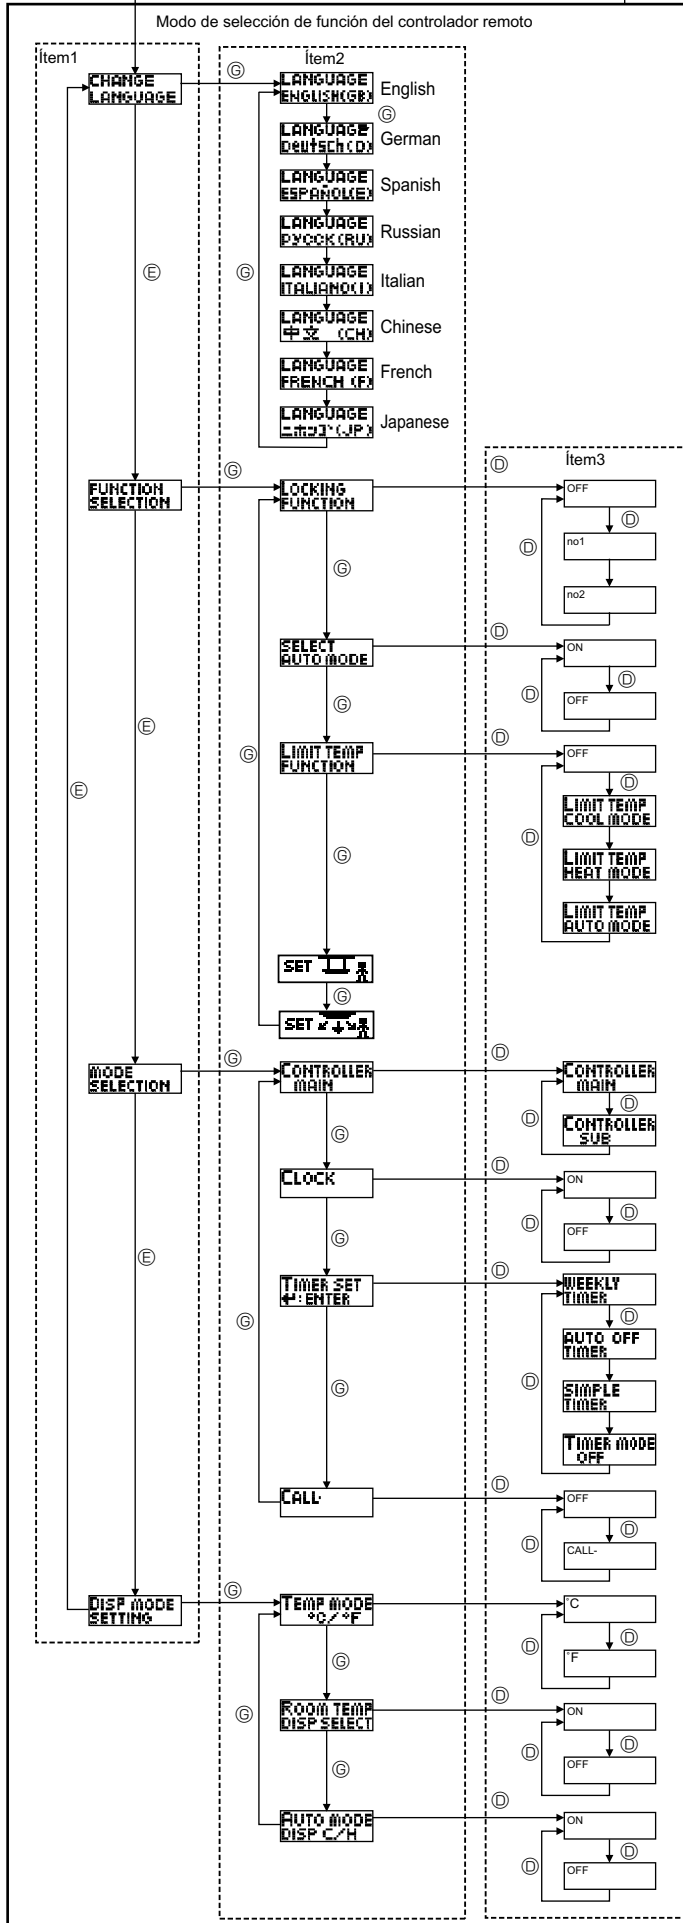 Modo de selección de función del controlador remoto
Ítem1
Ítem2
CHANGE
LANGUAGE
Ⓖ
LANGUAGE
ENGLISH(GB)
English
Ⓖ
LANGUAGE
Deutsch(D)
German
LANGUAGE
ESPAÑOL(E)
Spanish
LANGUAGE
РУССК(RU)
Russian
Ⓔ
Ⓖ
LANGUAGE
ITALIANO(I)
Italian
LANGUAGE
中文 (CH)
Chinese
LANGUAGE
FRENCH (F)
French
LANGUAGE
ニホンゴ(JP)
Japanese
Ítem3
FUNCTION
SELECTION
Ⓖ
LOCKING
FUNCTION
Ⓓ
OFF
Ⓓ
Ⓓ
no1
no2
Ⓖ
SELECT
AUTO MODE
Ⓓ
ON
Ⓓ
Ⓓ
OFF
Ⓔ
Ⓖ
Ⓖ
LIMIT TEMP
FUNCTION
Ⓓ
OFF
Ⓓ
Ⓔ
LIMIT TEMP
COOL MODE
Ⓓ
LIMIT TEMP
HEAT MODE
Ⓖ
LIMIT TEMP
AUTO MODE
SET
Ⓖ
SET
MODE
SELECTION
Ⓖ
CONTROLLER
MAIN
Ⓓ
CONTROLLER
MAIN
Ⓓ
Ⓓ
CONTROLLER
SUB
Ⓖ
CLOCK
Ⓓ
ON
Ⓓ
Ⓓ
OFF
Ⓖ
Ⓔ
TIMER SET
↵:ENTER
Ⓓ
WEEKLY
TIMER
Ⓓ
Ⓖ
AUTO OFF
TIMER
Ⓓ
Ⓖ
SIMPLE
TIMER
TIMER MODE
OFF
CALL-
Ⓓ
OFF
Ⓓ
Ⓓ
CALL-
DISP MODE
SETTING
Ⓖ
TEMP MODE
°C/°F
Ⓓ
°C
Ⓓ
Ⓓ
°F
Ⓖ
Ⓖ
ROOM TEMP
DISP SELECT
Ⓓ
ON
Ⓓ
Ⓓ
OFF
Ⓖ
AUTO MODE
DISP C/H
Ⓓ
ON
Ⓓ
Ⓓ
OFF